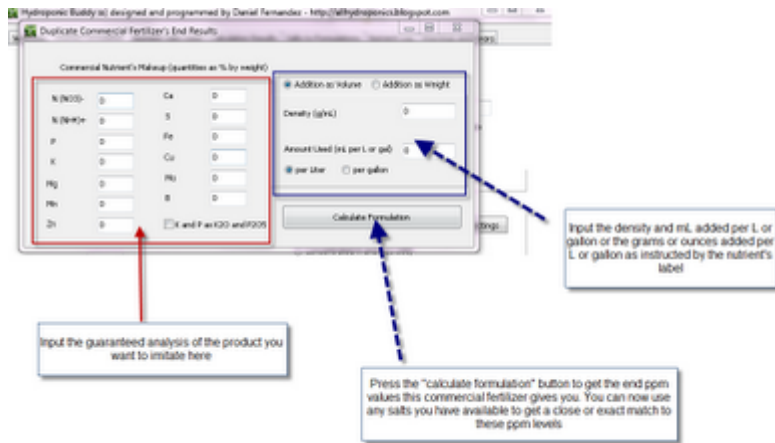 Hydroponic Buddy is) designed and programmed by Daniel Fernandez - http://allhydroponics.blogspot.com
Duplicate Commercial Fertilizer's End Results
Commercial Nutrient's Makeup (quantities as % by weight)
N (NO3)- 0
Ca 0
N (NH4)+ 0
S 0
P 0
Fe 0
K 0
Cu 0
Mg 0
Mo 0
Mn 0
B 0
Zn 0
K and P as K2O and P2O5
Addition as Volume Addition as Weight
Density (g/mL) 0
Amount Used (mL per L or gal) 0
per Liter per gallon
Calculate Formulation
Input the density and mL added per L or
gallon or the grams or ounces added per
L or gallon as instructed by the nutrient's
label
Input the guaranteed analysis of the product you
want to imitate here
Press the "calculate formulation" button to get the end ppm
values this commercial fertilizer gives you. You can now use
any salts you have available to get a close or exact match to
these ppm levels